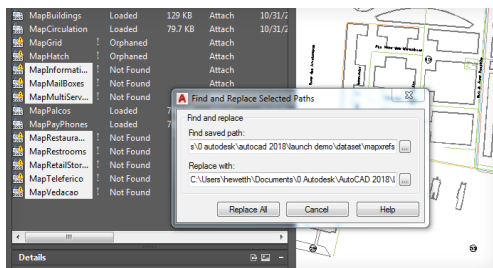 MapBuildings Loaded 129 KB Attach 10/31/2
MapCirculation Loaded 79.7 KB Attach 10/31/2
MapGrid ! Orphaned Attach
MapHatch ! Orphaned Attach
MapInformati... ! Not Found Attach
MapMailBoxes ! Not Found
MapMultiServ... ! Not Found
MapPalcos Loaded
MapPayPhones Loaded
MapRestaura... ! Not Found
MapRestrooms ! Not Found
MapRetailStor... ! Not Found
MapTeleferico ! Not Found
MapVedacao ! Not Found
Details
A Find and Replace Selected Paths
Find and replace
Find saved path:
s\0 autodesk\autocad 2018\launch demo\dataset\mapxrefs ...
Replace with:
C:\Users\hewetth\Documents\0 Autodesk\AutoCAD 2018\ ...
Replace All Cancel Help